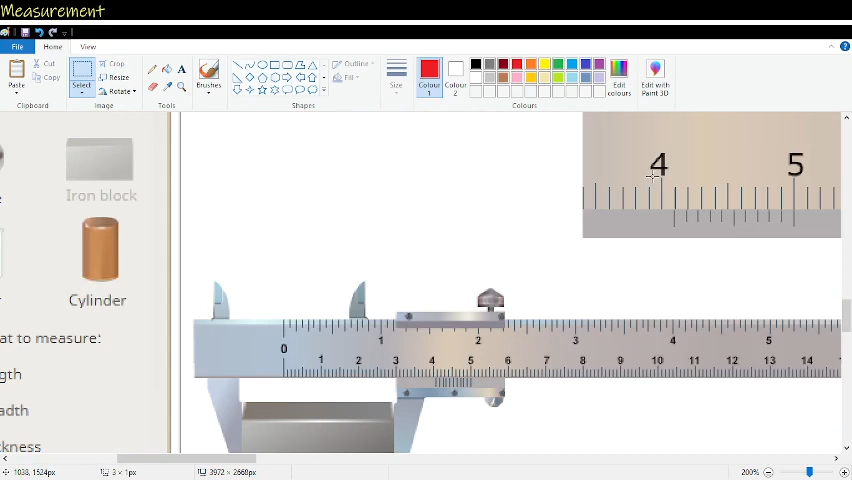 Measurement
File Home View
Cut
Copy
Paste
Clipboard
Crop
Resize
Rotate
Select
Image
Tools
Brushes
Outline
Fill
Shapes
Size
Colour 1
Colour 2
Edit colours
Edit with Paint 3D
Colours
4 5
Iron block
Cylinder
at to measure:
gth
adth
ickness
0 1 2 3 4 5
1 2 3 4 5 6 7 8 9 10 11 12 13 14
1038, 1524px
3 × 1px
3972 × 2668px
200%